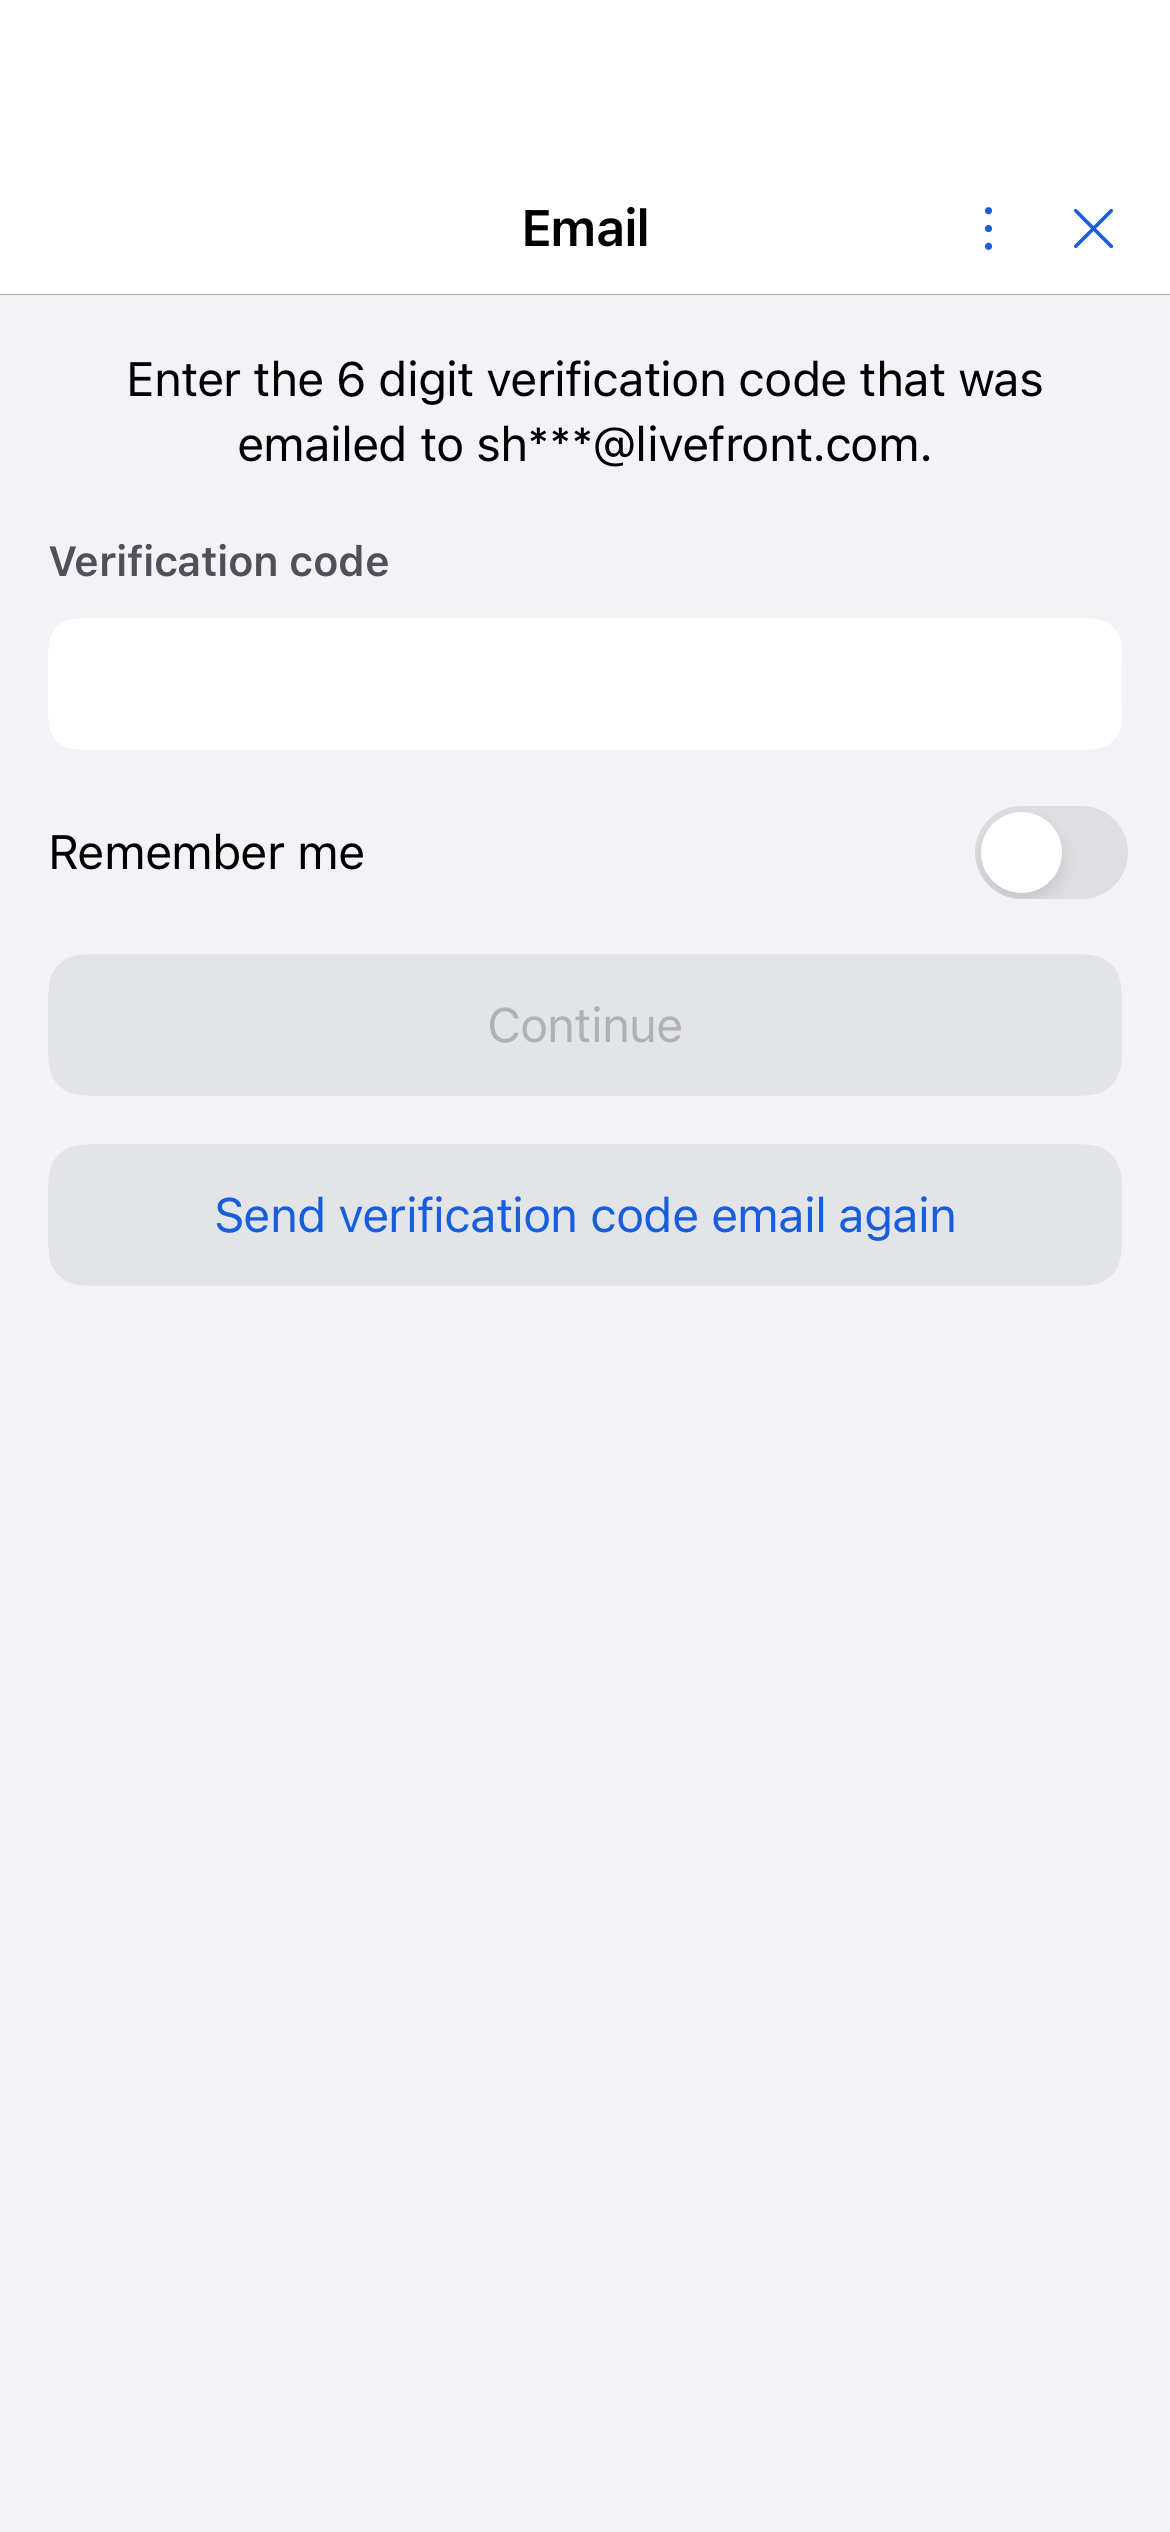 Email
Enter the 6 digit verification code that was
emailed to sh***@livefront.com.
Verification code
Remember me
Continue
Send verification code email again